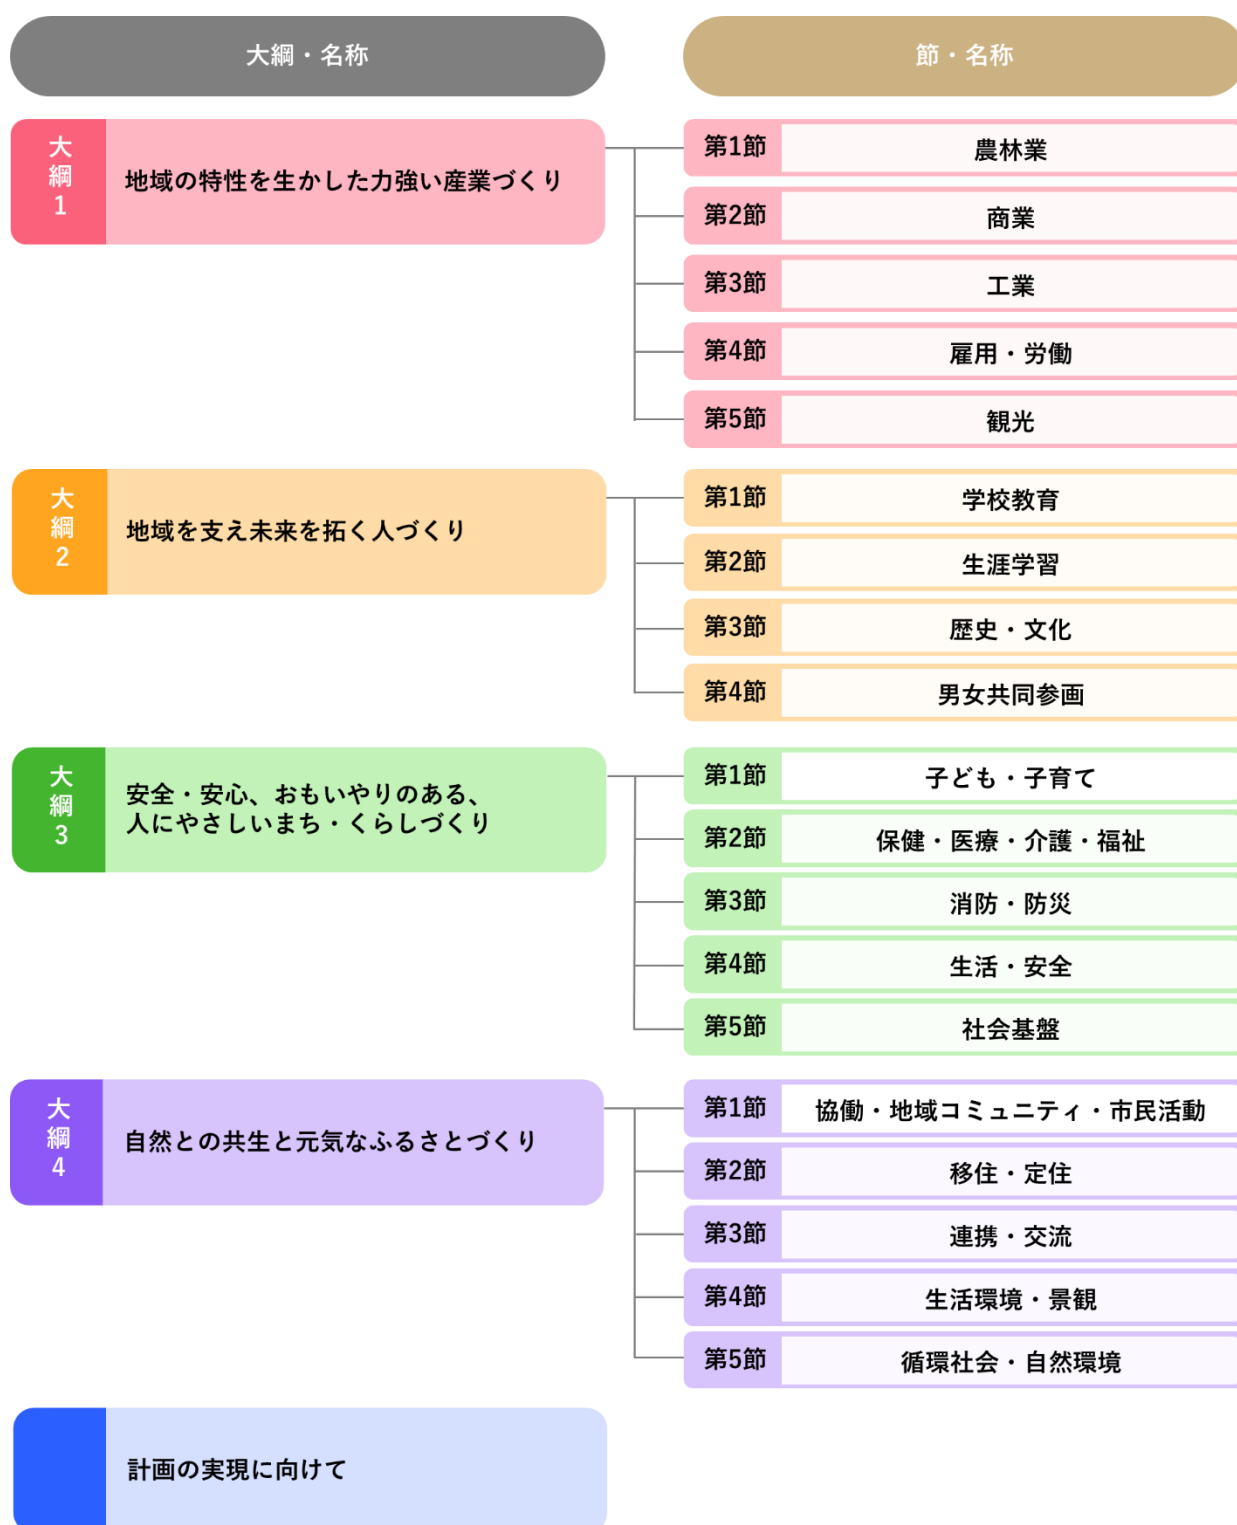 大綱・名称
節・名称
大綱1
地域の特性を生かした力強い産業づくり
第1節 農林業
第2節 商業
第3節 工業
第4節 雇用・労働
第5節 観光
大綱2
地域を支え未来を拓く人づくり
第1節 学校教育
第2節 生涯学習
第3節 歴史・文化
第4節 男女共同参画
大綱3
安全・安心、おもいやりのある、
人にやさしいまち・くらしづくり
第1節 子ども・子育て
第2節 保健・医療・介護・福祉
第3節 消防・防災
第4節 生活・安全
第5節 社会基盤
大綱4
自然との共生と元気なふるさとづくり
第1節 協働・地域コミュニティ・市民活動
第2節 移住・定住
第3節 連携・交流
第4節 生活環境・景観
第5節 循環社会・自然環境
計画の実現に向けて